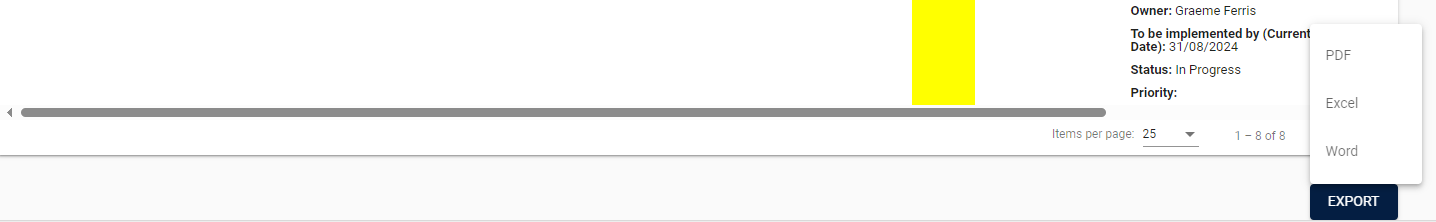 Owner: Graeme Ferris
To be implemented by (Current
Date): 31/08/2024
Status: In Progress
Priority:
PDF
Excel
Word
Items per page: 25
1 – 8 of 8
EXPORT